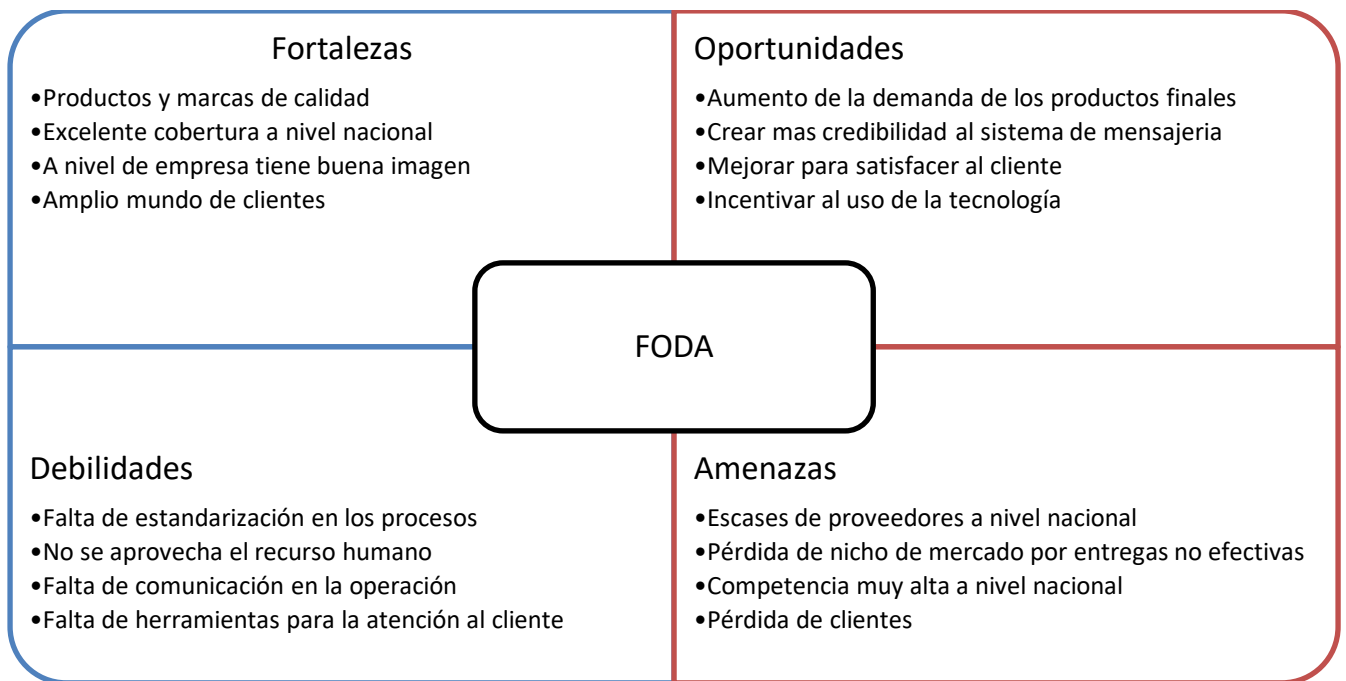 Fortalezas
•Productos y marcas de calidad
•Excelente cobertura a nivel nacional
•A nivel de empresa tiene buena imagen
•Amplio mundo de clientes
Oportunidades
•Aumento de la demanda de los productos finales
•Crear mas credibilidad al sistema de mensajeria
•Mejorar para satisfacer al cliente
•Incentivar al uso de la tecnología
FODA
Debilidades
•Falta de estandarización en los procesos
•No se aprovecha el recurso humano
•Falta de comunicación en la operación
•Falta de herramientas para la atención al cliente
Amenazas
•Escases de proveedores a nivel nacional
•Pérdida de nicho de mercado por entregas no efectivas
•Competencia muy alta a nivel nacional
•Pérdida de clientes